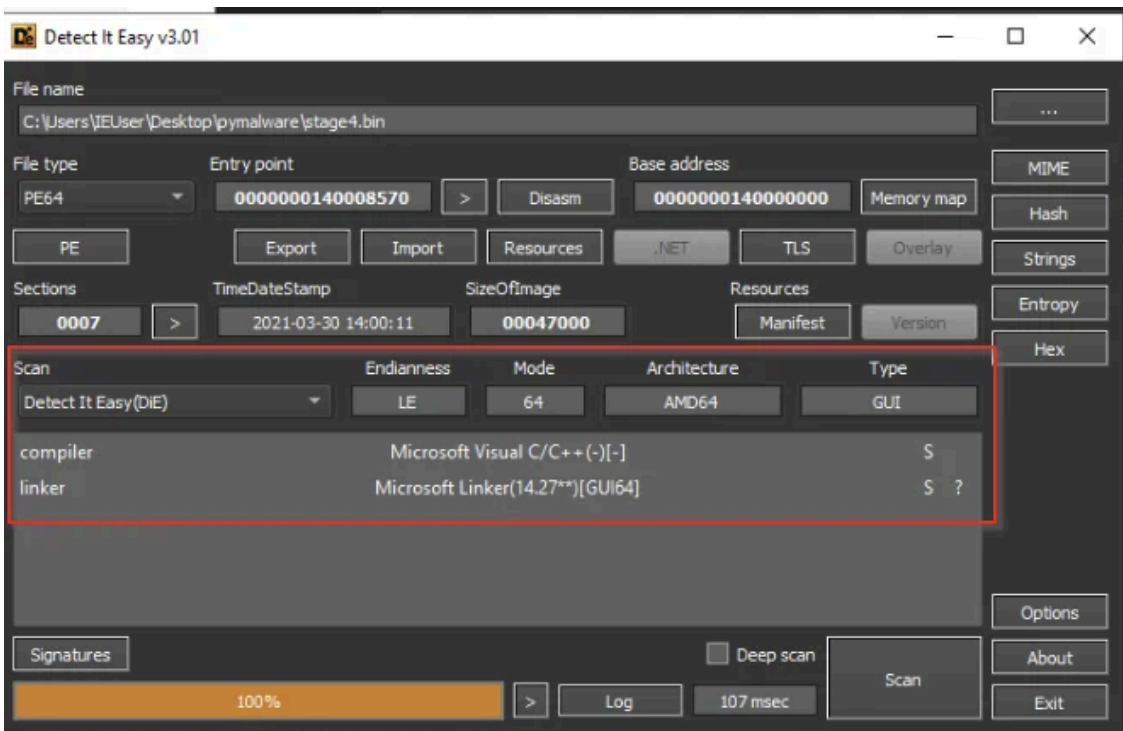 Detect It Easy v3.01
File name
C:\Users\IEUser\Desktop\pymalware\stage4.bin
...
File type Entry point Base address
PE64 0000000140008570 > Disasm 0000000140000000 Memory map
MIME
Hash
PE Export Import Resources .NET TLS Overlay
Strings
Sections TimeDateStamp SizeOfImage Resources
Entropy
0007 > 2021-03-30 14:00:11 00047000 Manifest Version
Hex
Scan Endianness Mode Architecture Type
Detect It Easy(DiE) LE 64 AMD64 GUI
compiler Microsoft Visual C/C++(-)[-] S
linker Microsoft Linker(14.27**)[GUI64] S ?
Options
Signatures Deep scan Scan About
100% > Log 107 msec Exit